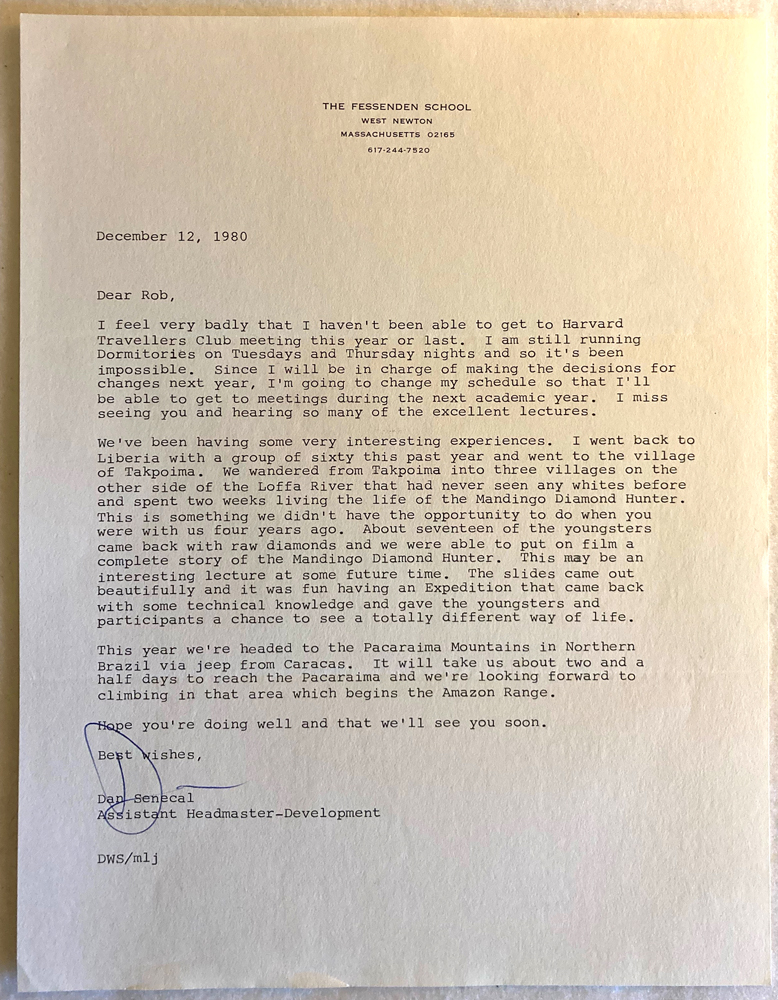 THE FESSENDEN SCHOOL
WEST NEWTON
MASSACHUSETTS 02165
617-244-7520
December 12, 1980
Dear Rob,
I feel very badly that I haven't been able to get to Harvard
Travellers Club meeting this year or last. I am still running
Dormitories on Tuesdays and Thursday nights and so it's been
impossible. Since I will be in charge of making the decisions for
changes next year, I'm going to change my schedule so that I'll
be able to get to meetings during the next academic year. I miss
seeing you and hearing so many of the excellent lectures.
We've been having some very interesting experiences. I went back to
Liberia with a group of sixty this past year and went to the village
of Takpoima. We wandered from Takpoima into three villages on the
other side of the Loffa River that had never seen any whites before
and spent two weeks living the life of the Mandingo Diamond Hunter.
This is something we didn't have the opportunity to do when you
were with us four years ago. About seventeen of the youngsters
came back with raw diamonds and we were able to put on film a
complete story of the Mandingo Diamond Hunter. This may be an
interesting lecture at some future time. The slides came out
beautifully and it was fun having an Expedition that came back
with some technical knowledge and gave the youngsters and
participants a chance to see a totally different way of life.
This year we're headed to the Pacaraima Mountains in Northern
Brazil via jeep from Caracas. It will take us about two and a
half days to reach the Pacaraima and we're looking forward to
climbing in that area which begins the Amazon Range.
Hope you're doing well and that we'll see you soon.
Best wishes,
Dan Senecal
Assistant Headmaster-Development
DWS/mlj